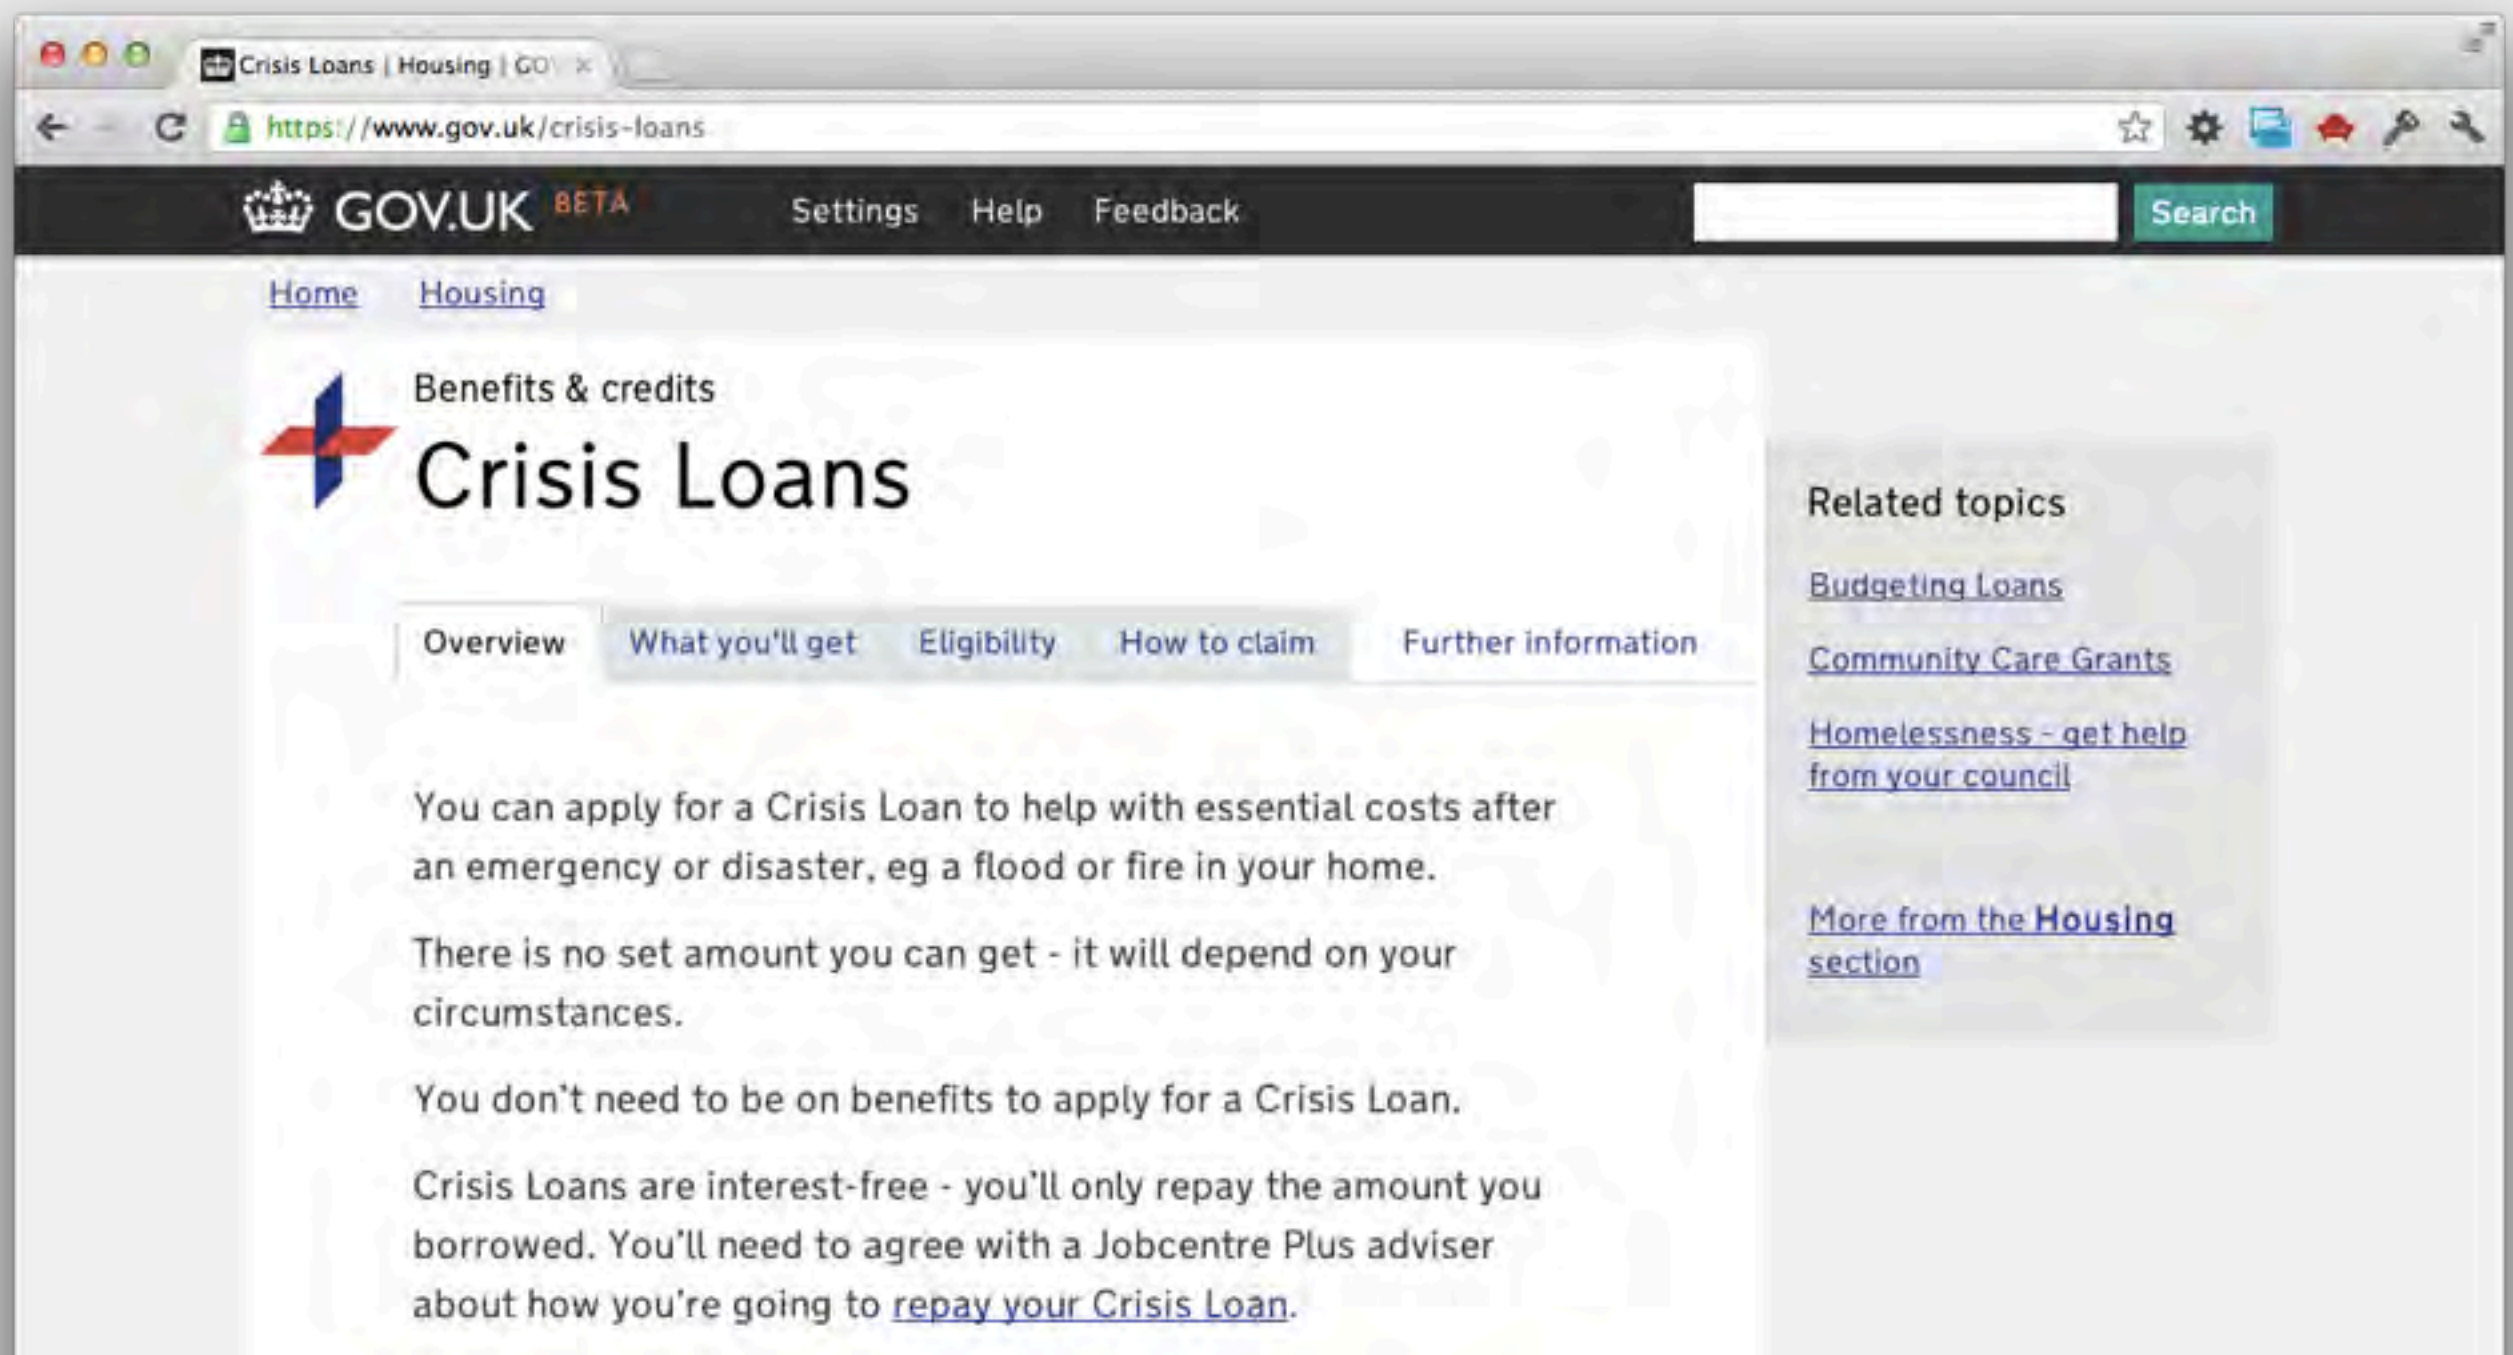 Crisis Loans | Housing | GOV
https://www.gov.uk/crisis-loans
GOV.UK BETA Settings Help Feedback Search
Home Housing
Benefits & credits
Crisis Loans
Overview What you'll get Eligibility How to claim Further information
You can apply for a Crisis Loan to help with essential costs after
an emergency or disaster, eg a flood or fire in your home.
There is no set amount you can get - it will depend on your
circumstances.
You don't need to be on benefits to apply for a Crisis Loan.
Crisis Loans are interest-free - you'll only repay the amount you
borrowed. You'll need to agree with a Jobcentre Plus adviser
about how you're going to repay your Crisis Loan.
Related topics
Budgeting Loans
Community Care Grants
Homelessness - get help
from your council
More from the Housing
section